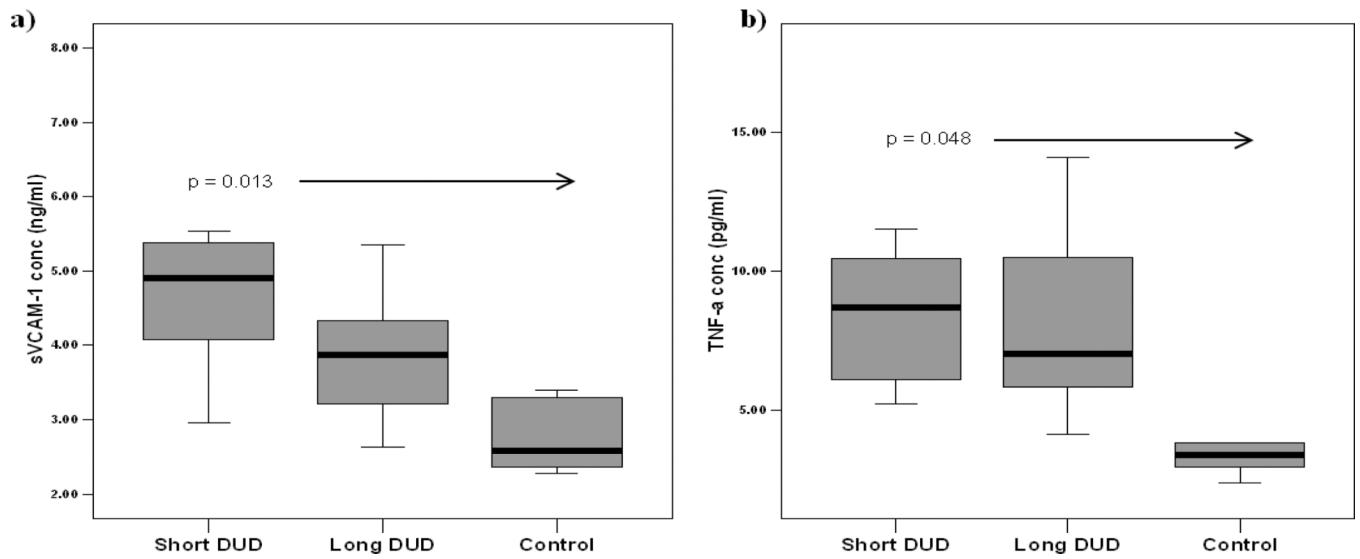 a)
sVCAM-1 conc (ng/ml)
8.00
7.00
6.00
5.00
4.00
3.00
2.00
p = 0.013
Short DUD
Long DUD
Control
b)
TNF-a conc (pg/ml)
15.00
10.00
5.00
p = 0.048
Short DUD
Long DUD
Control